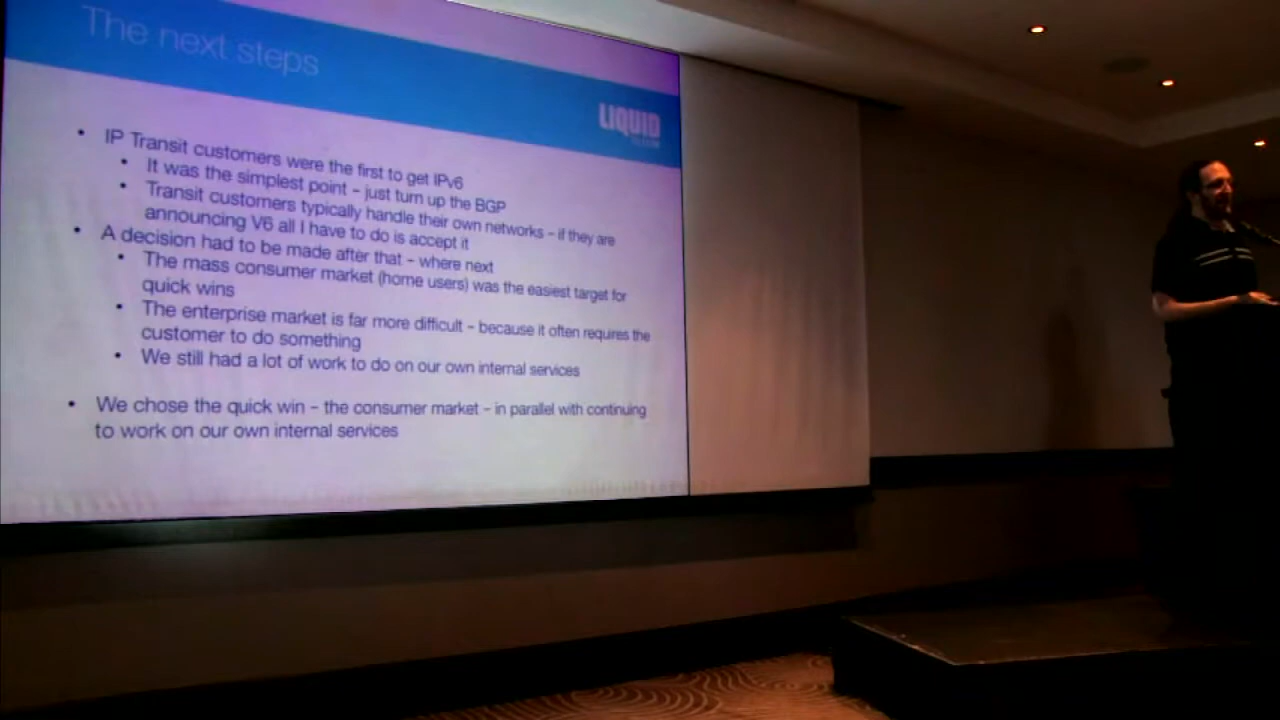 The next steps
LIQUID
• IP Transit customers were the first to get IPv6
• It was the simplest point – just turn up the BGP
• Transit customers typically handle their own networks – if they are
announcing V6 all I have to do is accept it
• A decision had to be made after that – where next
• The mass consumer market (home users) was the easiest target for
quick wins
• The enterprise market is far more difficult – because it often requires the
customer to do something
• We still had a lot of work to do on our own internal services
• We chose the quick win – the consumer market – in parallel with continuing
to work on our own internal services